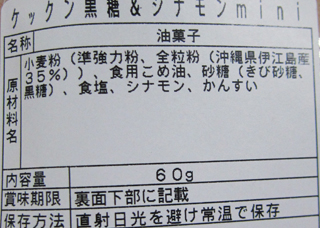 ケックン黒糖&シナモンmini
名称 油菓子
原材料名 小麦粉(準強力粉、全粒粉(沖縄県伊江島産
35%))、食用こめ油、砂糖(きび砂糖、
黒糖)、食塩、シナモン、かんすい
内容量 60g
賞味期限 裏面下部に記載
保存方法 直射日光を避け常温で保存